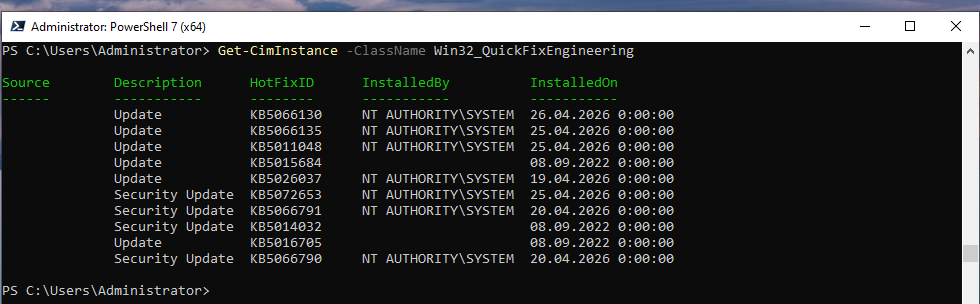 Administrator: PowerShell 7 (x64)
PS C:\Users\Administrator> Get-CimInstance -ClassName Win32_QuickFixEngineering
Source        Description      HotFixID      InstalledBy          InstalledOn
------        -----------      --------      -----------          -----------
              Update           KB5066130     NT AUTHORITY\SYSTEM  26.04.2026 0:00:00
              Update           KB5066135     NT AUTHORITY\SYSTEM  25.04.2026 0:00:00
              Update           KB5011048     NT AUTHORITY\SYSTEM  25.04.2026 0:00:00
              Update           KB5015684                          08.09.2022 0:00:00
              Update           KB5026037     NT AUTHORITY\SYSTEM  19.04.2026 0:00:00
              Security Update  KB5072653     NT AUTHORITY\SYSTEM  25.04.2026 0:00:00
              Security Update  KB5066791     NT AUTHORITY\SYSTEM  20.04.2026 0:00:00
              Security Update  KB5014032                          08.09.2022 0:00:00
              Update           KB5016705                          08.09.2022 0:00:00
              Security Update  KB5066790     NT AUTHORITY\SYSTEM  20.04.2026 0:00:00
PS C:\Users\Administrator>